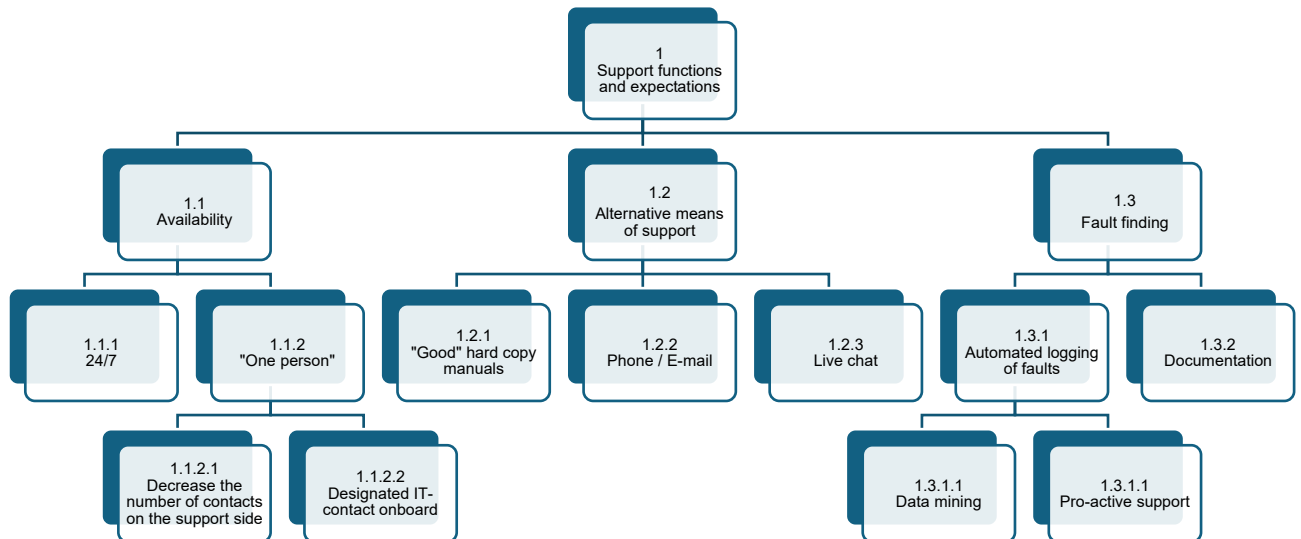 1
Support functions
and expectations
1.1
Availability
1.2
Alternative means
of support
1.3
Fault finding
1.1.1
24/7
1.1.2
"One person"
1.2.1
"Good" hard copy
manuals
1.2.2
Phone / E-mail
1.2.3
Live chat
1.3.1
Automated logging
of faults
1.3.2
Documentation
1.1.2.1
Decrease the
number of contacts
on the support side
1.1.2.2
Designated IT-
contact onboard
1.3.1.1
Data mining
1.3.1.1
Pro-active support